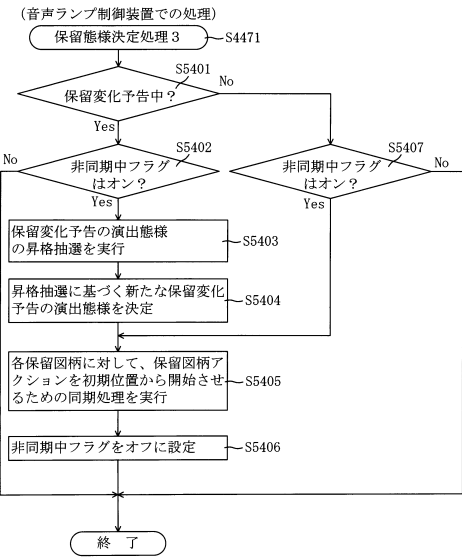 (音声ランプ制御装置での処理)
保留態様決定処理３
S4471
S5401
保留変化予告中？
No
Yes
S5402
S5407
No
非同期中フラグ
はオン？
非同期中フラグ
はオン？
No
Yes
Yes
保留変化予告の演出態様
の昇格抽選を実行
S5403
昇格抽選に基づく新たな保留変化
予告の演出態様を決定
S5404
各保留図柄に対して、保留図柄ア
クションを初期位置から開始させ
るための同期処理を実行
S5405
非同期中フラグをオフに設定
S5406
終 了